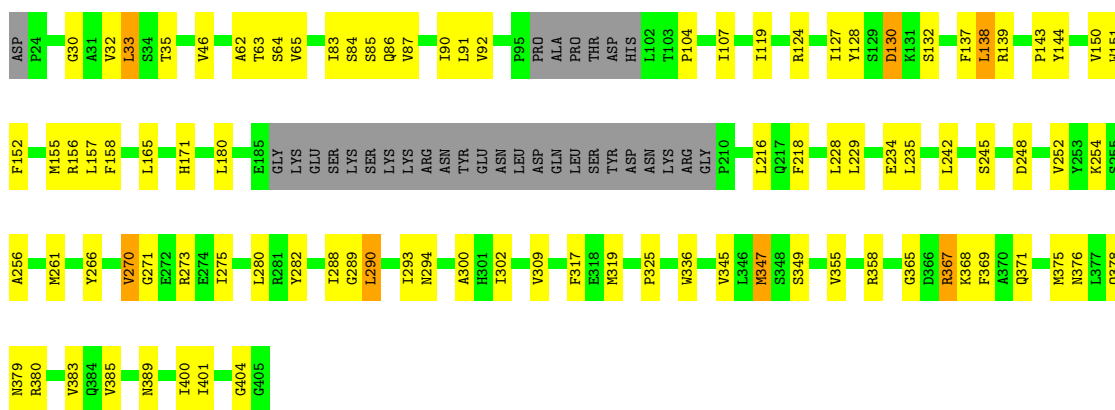 ASP P24 G30 A31 V32 L33 S34 T35 V46 A62 T63 S64 V65 I83 S84 S85 Q86 V87 I90 L91 V92 P95 PRO ALA PRO THR ASP HIS L102 T103 P104 I107 I119 R124 I127 Y128 S129 D130 K131 S132 F137 L138 R139 P143 Y144 V150 W151
F152 M155 R156 L157 F158 L165 H171 L180 E185 GLY LYS GLU SER LYS SER LYS LYS ARG ASN TYR GLU ASN LEU ASP GLN LEU SER TYR ASP ASN LYS ARG GLY P210 L216 Q217 F218 L228 L229 E234 L235 L242 S245 D248 V252 Y253 K254 S255
A256 M261 Y266 V270 G271 E272 R273 E274 I275 L280 R281 Y282 I288 G289 L290 I293 N294 A300 H301 I302 V309 F317 E318 M319 P325 W336 V345 L346 M347 S348 S349 V355 R358 G365 D366 R367 K368 F369 A370 Q371 M375 N376 L377
N379 R380 V383 Q384 V385 N389 I400 I401 G404 G405